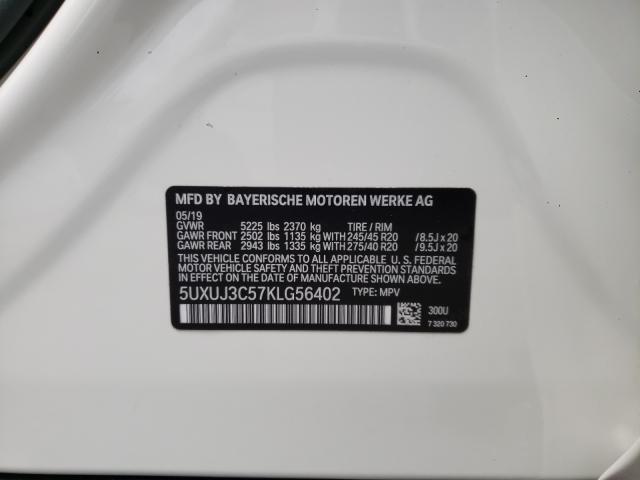 MFD BY BAYERISCHE MOTOREN WERKE AG
05/19
GVWR 5225 lbs 2370 kg TIRE / RIM
GAWR FRONT 2502 lbs 1135 kg WITH 245/45 R20 /8.5J x 20
GAWR REAR 2943 lbs 1335 kg WITH 275/40 R20 /9.5J x 20
THIS VEHICLE CONFORMS TO ALL APPLICABLE U. S. FEDERAL
MOTOR VEHICLE SAFETY, BUMPER, AND THEFT PREVENTION STANDARDS
IN EFFECT ON THE DATE OF MANUFACTURE SHOWN ABOVE.
5UXUJ3C57KLG56402 TYPE: MPV
300U
7 320 730